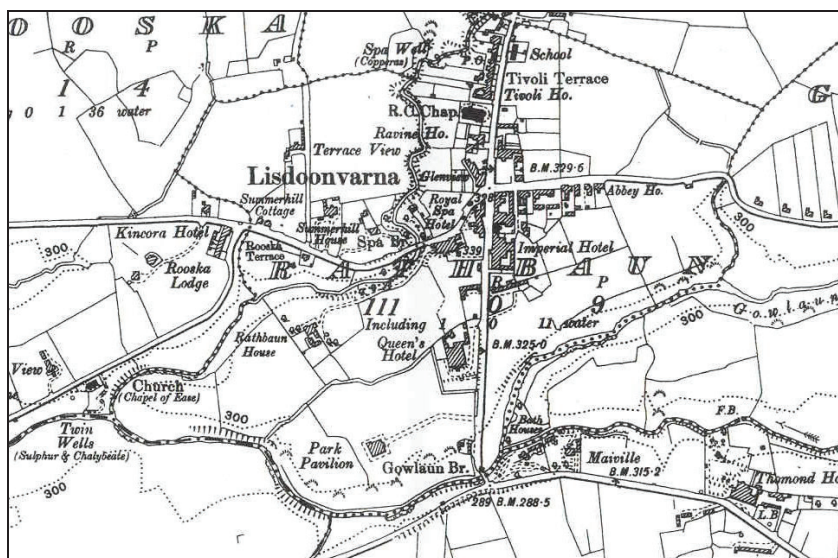 O O S K A
R P
1 4
0 1 36 water
Spa Well
(Copperas)
P.O.
School
Tivoli Terrace
Tivoli Ho.
G
R.C. Chap.
Ravine Ho.
Terrace View
B.M.329·6
Lisdoonvarna
Glenview
Abbey Ho.
Summerhill
Cottage
Royal
Spa
Hotel
Kincora Hotel
Summerhill
House
Spa Br.
339
Imperial Hotel
300
Rooska
Terrace
Rooska
Lodge
R A T H B A U N
R P
111 0 9
Including 1 0 11 water
Gowlaun
300
Rathbaun
House
Queen's
Hotel
B.M.325·0
View
Church
(Chapel of Ease)
300
Bath
House
F.B.
Twin
Wells
(Sulphur & Chalybeate)
Park
Pavilion
Gowlaun Br.
Maiville
B.M.315·2
Thomond Ho
300
289 B.M.288·5
L.B